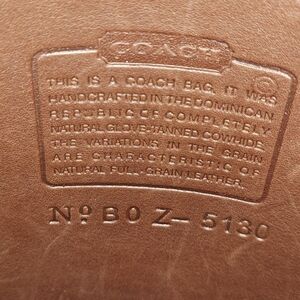 COACH
THIS IS A COACH BAG. IT WAS
HANDCRAFTED IN THE DOMINICAN
REPUBLIC OF COMPLETELY
NATURAL GLOVE-TANNED COWHIDE.
THE VARIATIONS IN THE GRAIN
ARE CHARACTERISTIC OF
NATURAL FULL-GRAIN LEATHER.
Nº B0Z-5130